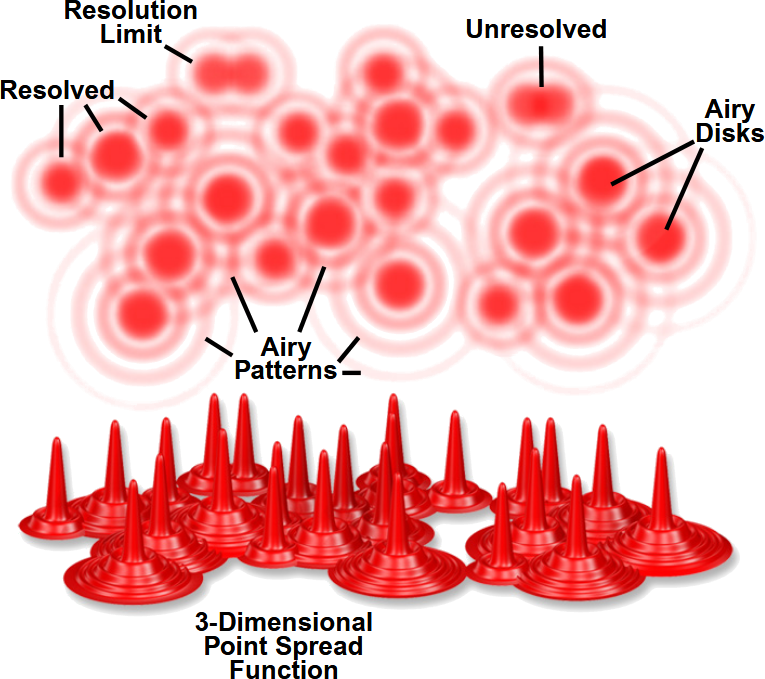 Resolution
Limit
Unresolved
Resolved
Airy
Disks
Airy
Patterns
3-Dimensional
Point Spread
Function